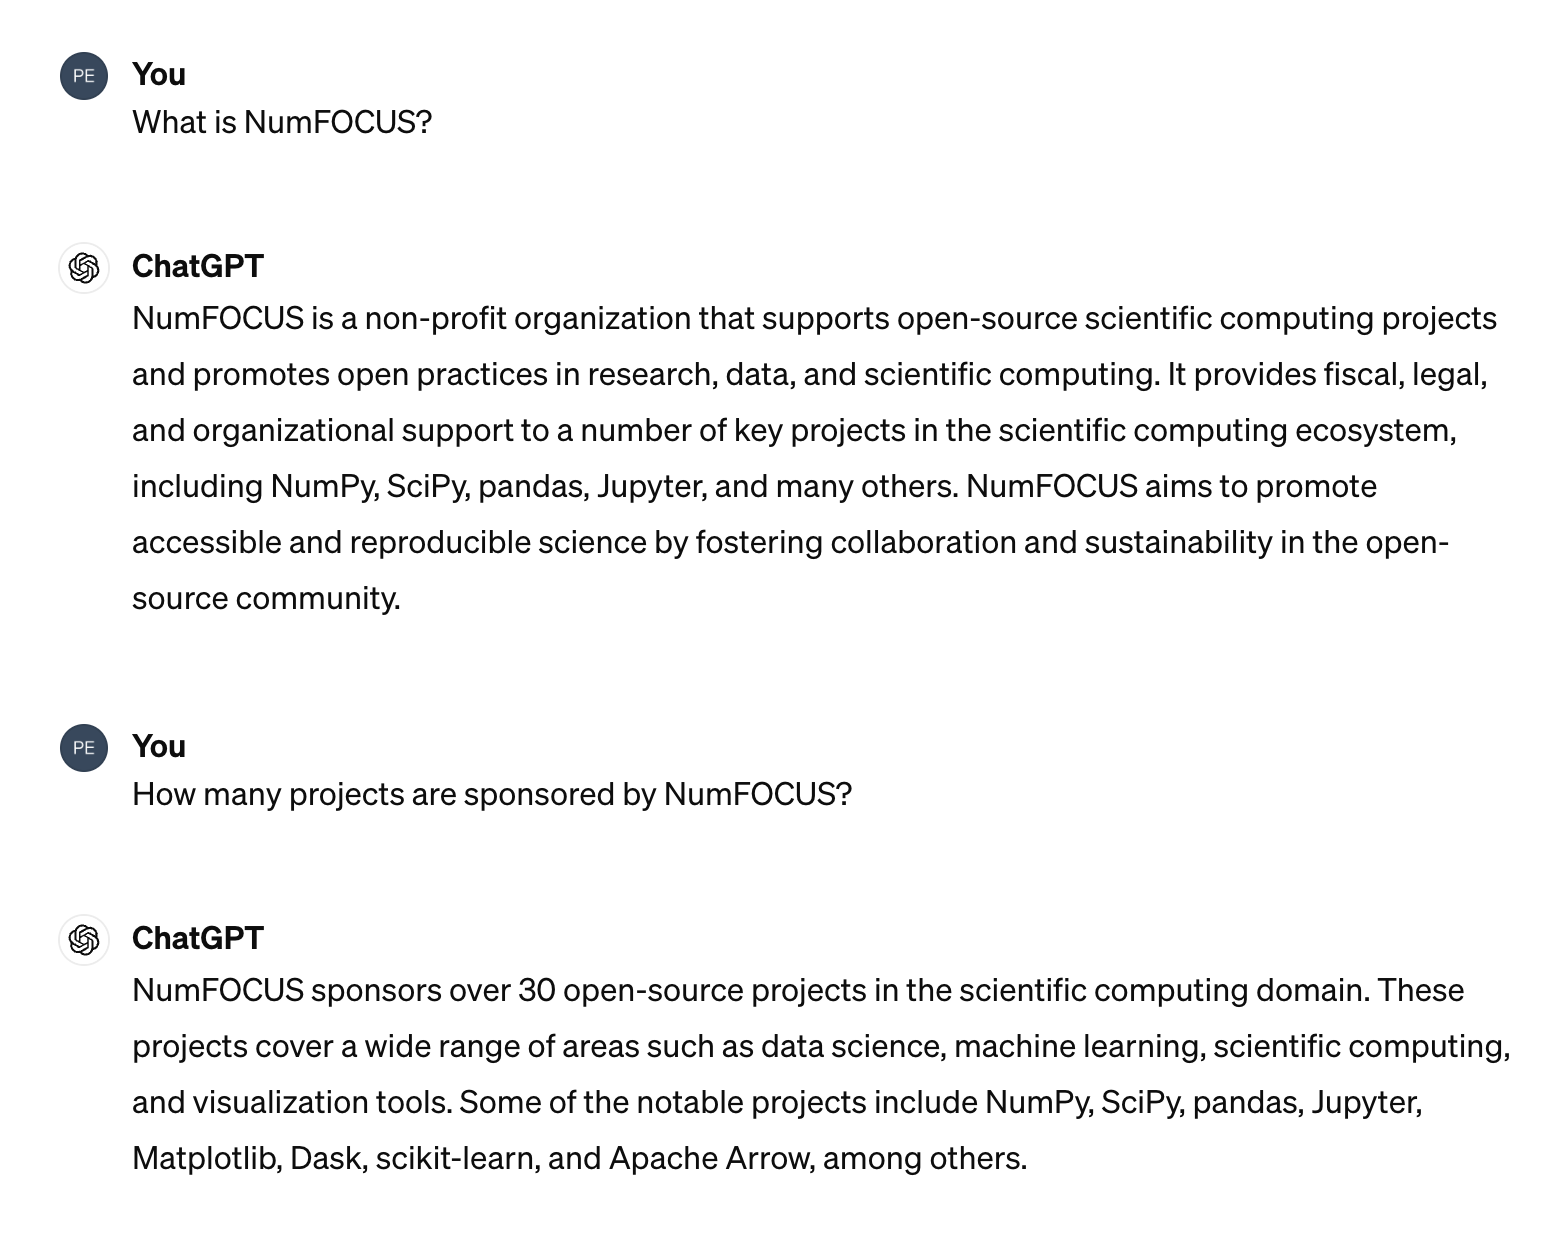 PE
You
What is NumFOCUS?
ChatGPT
NumFOCUS is a non-profit organization that supports open-source scientific computing projects
and promotes open practices in research, data, and scientific computing. It provides fiscal, legal,
and organizational support to a number of key projects in the scientific computing ecosystem,
including NumPy, SciPy, pandas, Jupyter, and many others. NumFOCUS aims to promote
accessible and reproducible science by fostering collaboration and sustainability in the open-
source community.
PE
You
How many projects are sponsored by NumFOCUS?
ChatGPT
NumFOCUS sponsors over 30 open-source projects in the scientific computing domain. These
projects cover a wide range of areas such as data science, machine learning, scientific computing,
and visualization tools. Some of the notable projects include NumPy, SciPy, pandas, Jupyter,
Matplotlib, Dask, scikit-learn, and Apache Arrow, among others.